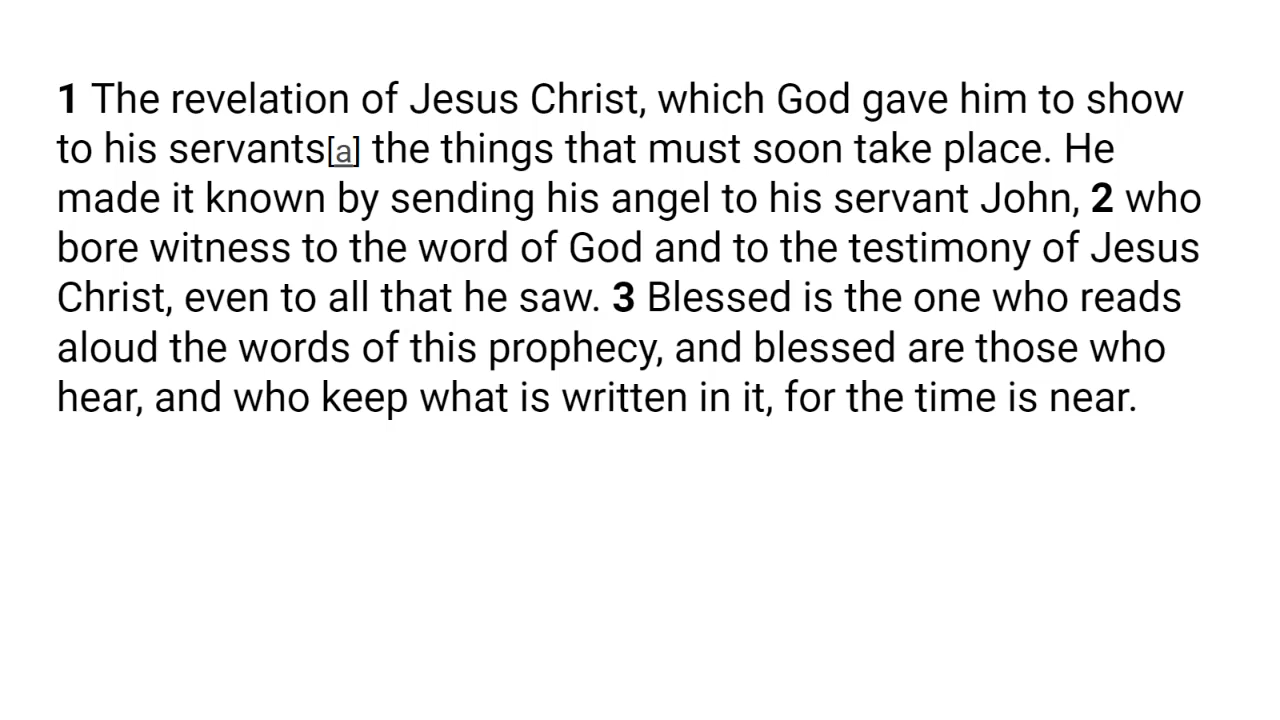 1 The revelation of Jesus Christ, which God gave him to show
to his servants[a] the things that must soon take place. He
made it known by sending his angel to his servant John, 2 who
bore witness to the word of God and to the testimony of Jesus
Christ, even to all that he saw. 3 Blessed is the one who reads
aloud the words of this prophecy, and blessed are those who
hear, and who keep what is written in it, for the time is near.